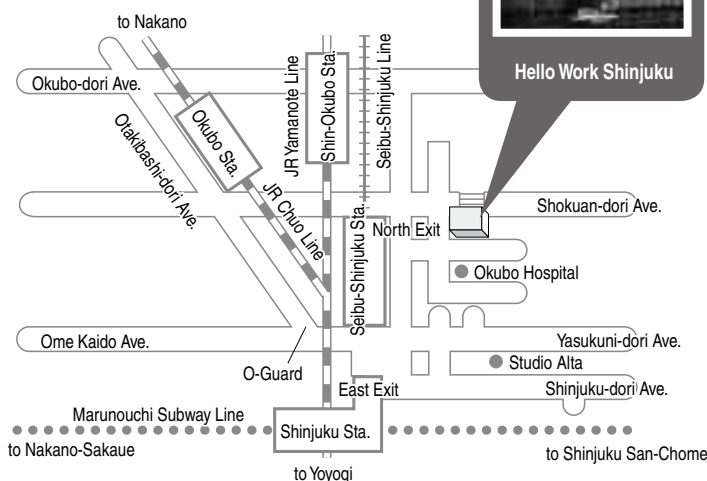 to Nakano
Hello Work Shinjuku
Okubo-dori Ave.
Okubo Sta.
JR Yamanote Line
Shin-Okubo Sta.
Seibu-Shinjuku Line
Otakibashi-dori Ave.
JR Chuo Line
Shokuan-dori Ave.
North Exit
Seibu-Shinjuku Sta.
Okubo Hospital
Ome Kaido Ave.
Yasukuni-dori Ave.
O-Guard
Studio Alta
East Exit
Shinjuku-dori Ave.
Marunouchi Subway Line
Shinjuku Sta.
to Nakano-Sakaue
to Shinjuku San-Chome
to Yoyogi